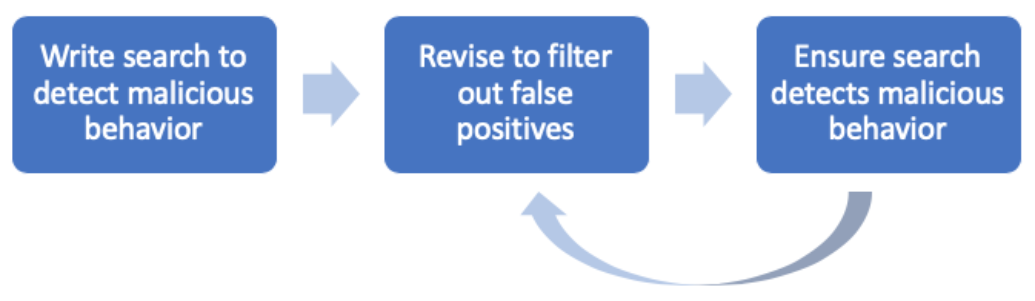 Write search to
detect malicious
behavior
Revise to filter
out false
positives
Ensure search
detects malicious
behavior